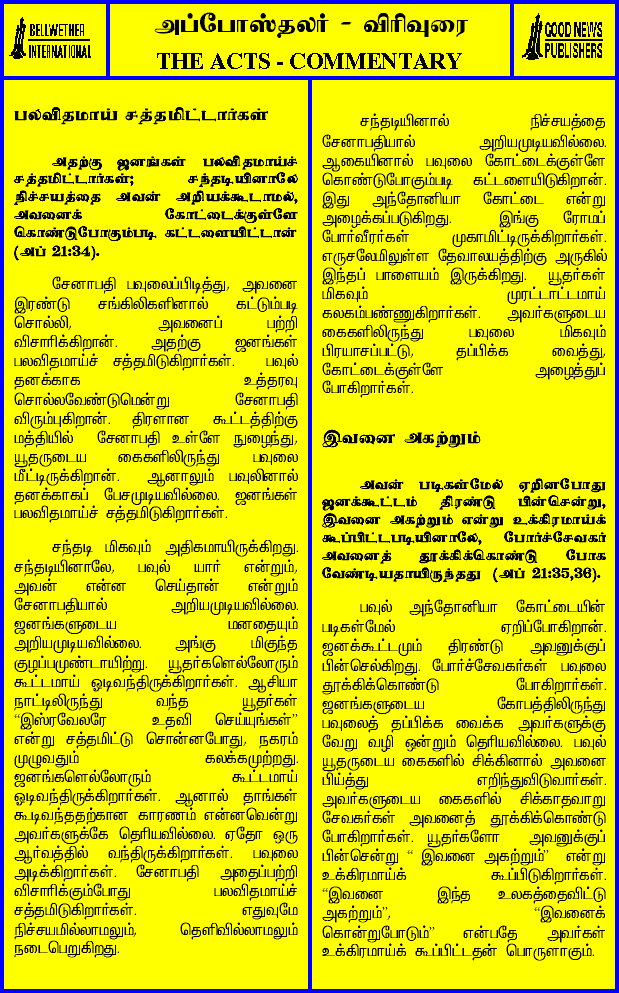 BELLWETHER
INTERNATIONAL
அப்போஸ்தலர் - விரிவுரை
THE ACTS - COMMENTARY
GOOD NEWS
PUBLISHERS
பலவிதமாய் சத்தமிட்டார்கள்
அதற்கு ஜனங்கள் பலவிதமாய்ச்
சத்தமிட்டார்கள்; சந்தடியினாலே
நிச்சயத்தை அவன் அறியக்கூடாமல்,
அவனைக் கோட்டைக்குள்ளே
கொண்டுபோகும்படி கட்டளையிட்டான்
(அப் 21:34).
சேனாபதி பவுலைப்பிடித்து, அவனை
இரண்டு சங்கிலிகளினால் கட்டும்படி
சொல்லி, அவனைப் பற்றி
விசாரிக்கிறான். அதற்கு ஜனங்கள்
பலவிதமாய்ச் சத்தமிடுகிறார்கள். பவுல்
தனக்காக உத்தரவு
சொல்லவேண்டுமென்று சேனாபதி
விரும்புகிறான். திரளான கூட்டத்திற்கு
மத்தியில் சேனாபதி உள்ளே நுழைந்து,
யூதருடைய கைகளிலிருந்து பவுலை
மீட்டிருக்கிறான். ஆனாலும் பவுலினால்
தனக்காகப் பேசமுடியவில்லை. ஜனங்கள்
பலவிதமாய்ச் சத்தமிடுகிறார்கள்.
சந்தடி மிகவும் அதிகமாயிருக்கிறது.
சந்தடியினாலே, பவுல் யார் என்றும்,
அவன் என்ன செய்தான் என்றும்
சேனாபதியால் அறியமுடியவில்லை.
ஜனங்களுடைய மனதையும்
அறியமுடியவில்லை. அங்கு மிகுந்த
குழப்பமுண்டாயிற்று. யூதர்களெல்லோரும்
கூட்டமாய் ஓடிவந்திருக்கிறார்கள். ஆசியா
நாட்டிலிருந்து வந்த யூதர்கள்
“இஸ்ரவேலரே உதவி செய்யுங்கள்”
என்று சத்தமிட்டு சொன்னபோது, நகரம்
முழுவதும் கலக்கமுற்றது.
ஜனங்களெல்லோரும் கூட்டமாய்
ஓடிவந்திருக்கிறார்கள். ஆனால் தாங்கள்
கூடிவந்ததற்கான காரணம் என்னவென்று
அவர்களுக்கே தெரியவில்லை. ஏதோ ஒரு
ஆர்வத்தில் வந்திருக்கிறார்கள். பவுலை
அடிக்கிறார்கள். சேனாபதி அதைப்பற்றி
விசாரிக்கும்போது பலவிதமாய்ச்
சத்தமிடுகிறார்கள். எதுவுமே
நிச்சயமில்லாமலும், தெளிவில்லாமலும்
நடைபெறுகிறது.
சந்தடியினால் நிச்சயத்தை
சேனாபதியால் அறியமுடியவில்லை.
ஆகையினால் பவுலை கோட்டைக்குள்ளே
கொண்டுபோகும்படி கட்டளையிடுகிறான்.
இது அந்தோனியா கோட்டை என்று
அழைக்கப்படுகிறது. இங்கு ரோமப்
போர்வீரர்கள் முகாமிட்டிருக்கிறார்கள்.
எருசலேமிலுள்ள தேவாலயத்திற்கு அருகில்
இந்தப் பாளையம் இருக்கிறது. யூதர்கள்
மிகவும் முரட்டாட்டமாய்
கலகம்பண்ணுகிறார்கள். அவர்களுடைய
கைகளிலிருந்து பவுலை மிகவும்
பிரயாசப்பட்டு, தப்பிக்க வைத்து,
கோட்டைக்குள்ளே அழைத்துப்
போகிறார்கள்.
இவனை அகற்றும்
அவன் படிகள்மேல் ஏறினபோது
ஜனக்கூட்டம் திரண்டு பின்சென்று,
இவனை அகற்றும் என்று உக்கிரமாய்க்
கூப்பிட்டபடியினாலே, போர்ச்சேவகர்
அவனைத் தூக்கிக்கொண்டு போக
வேண்டியதாயிருந்தது (அப் 21:35,36).
பவுல் அந்தோனியா கோட்டையின்
படிகள்மேல் ஏறிப்போகிறான்.
ஜனக்கூட்டமும் திரண்டு அவனுக்குப்
பின்செல்கிறது. போர்ச்சேவகர்கள் பவுலை
தூக்கிக்கொண்டு போகிறார்கள்.
ஜனங்களுடைய கோபத்திலிருந்து
பவுலைத் தப்பிக்க வைக்க அவர்களுக்கு
வேறு வழி ஒன்றும் தெரியவில்லை. பவுல்
யூதருடைய கைகளில் சிக்கினால் அவனை
பிய்த்து எறிந்துவிடுவார்கள்.
அவர்களுடைய கைகளில் சிக்காதவாறு
சேவகர்கள் அவனைத் தூக்கிக்கொண்டு
போகிறார்கள். யூதர்களோ அவனுக்குப்
பின்சென்று “ இவனை அகற்றும்” என்று
உக்கிரமாய்க் கூப்பிடுகிறார்கள்.
“இவனை இந்த உலகத்தைவிட்டு
அகற்றும்”, “இவனைக்
கொன்றுபோடும்” என்பதே அவர்கள்
உக்கிரமாய்க் கூப்பிட்டதன் பொருளாகும்.